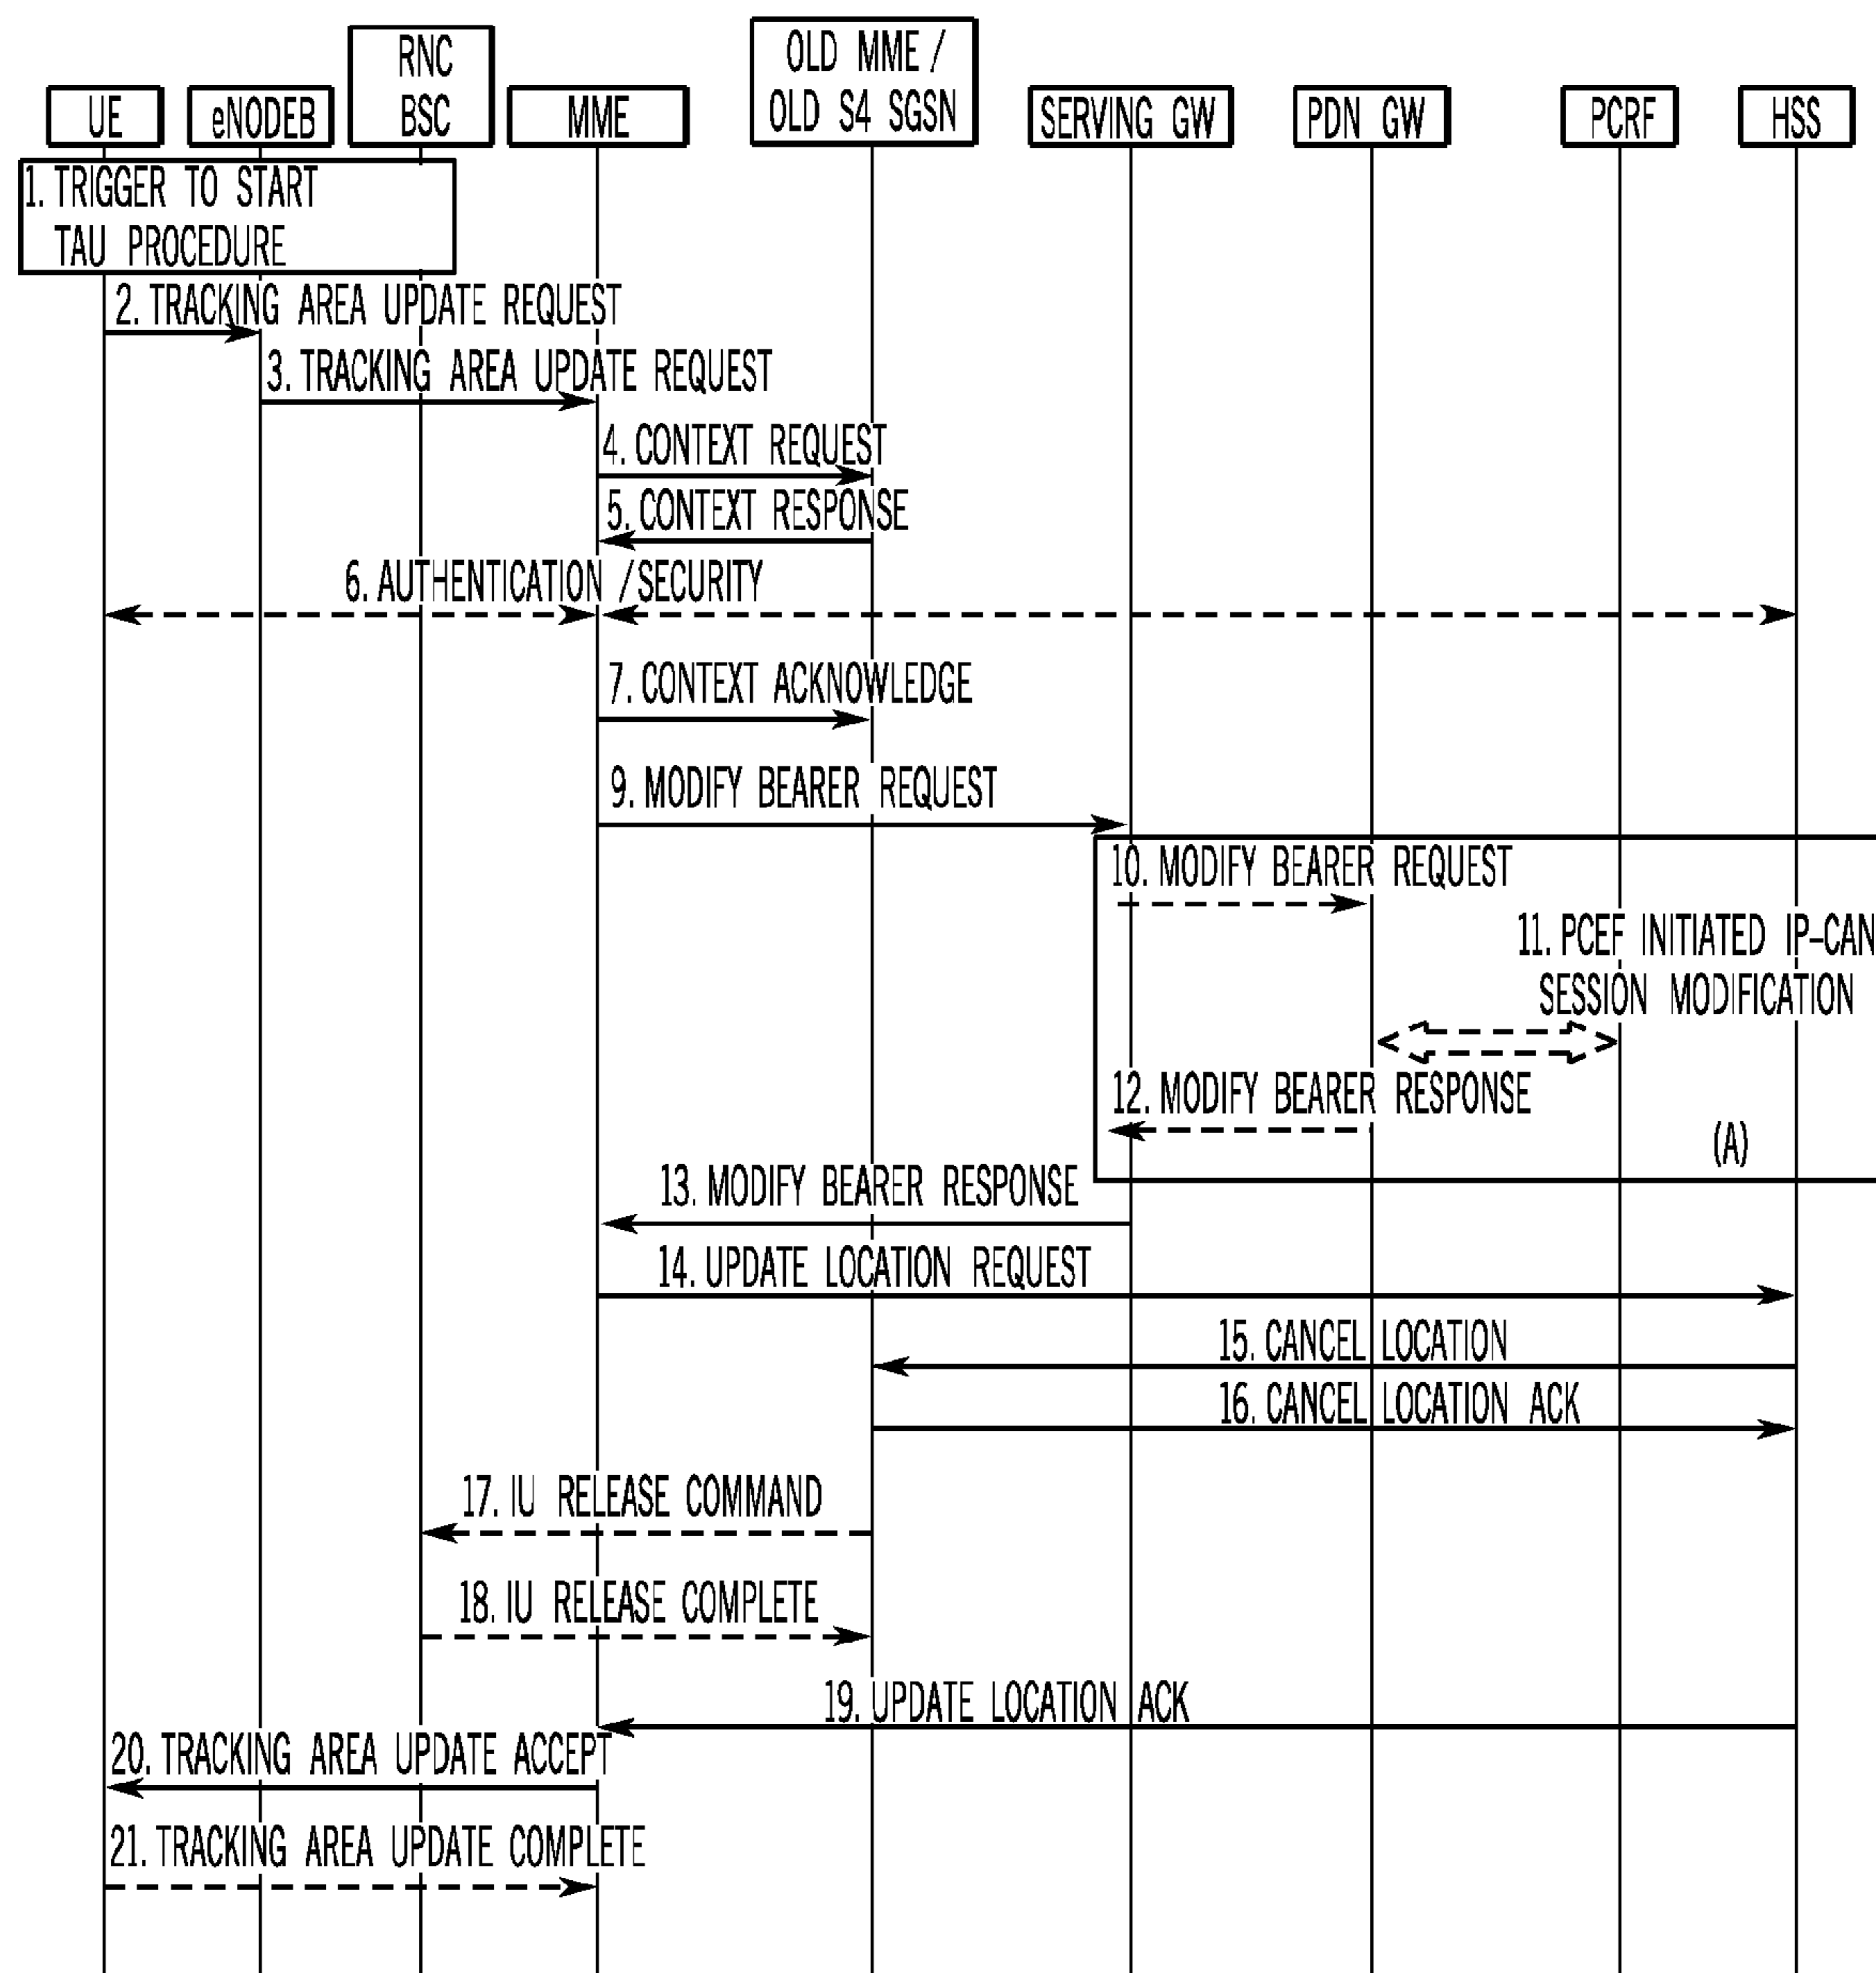 RNC
BSC
OLD MME /
OLD S4 SGSN
UE
eNODEB
MME
SERVING GW
PDN GW
PCRF
HSS
1. TRIGGER TO START
TAU PROCEDURE
2. TRACKING AREA UPDATE REQUEST
3. TRACKING AREA UPDATE REQUEST
4. CONTEXT REQUEST
5. CONTEXT RESPONSE
6. AUTHENTICATION /SECURITY
7. CONTEXT ACKNOWLEDGE
9. MODIFY BEARER REQUEST
10. MODIFY BEARER REQUEST
11. PCEF INITIATED IP-CAN
SESSION MODIFICATION
12. MODIFY BEARER RESPONSE
(A)
13. MODIFY BEARER RESPONSE
14. UPDATE LOCATION REQUEST
15. CANCEL LOCATION
16. CANCEL LOCATION ACK
17. IU RELEASE COMMAND
18. IU RELEASE COMPLETE
19. UPDATE LOCATION ACK
20. TRACKING AREA UPDATE ACCEPT
21. TRACKING AREA UPDATE COMPLETE